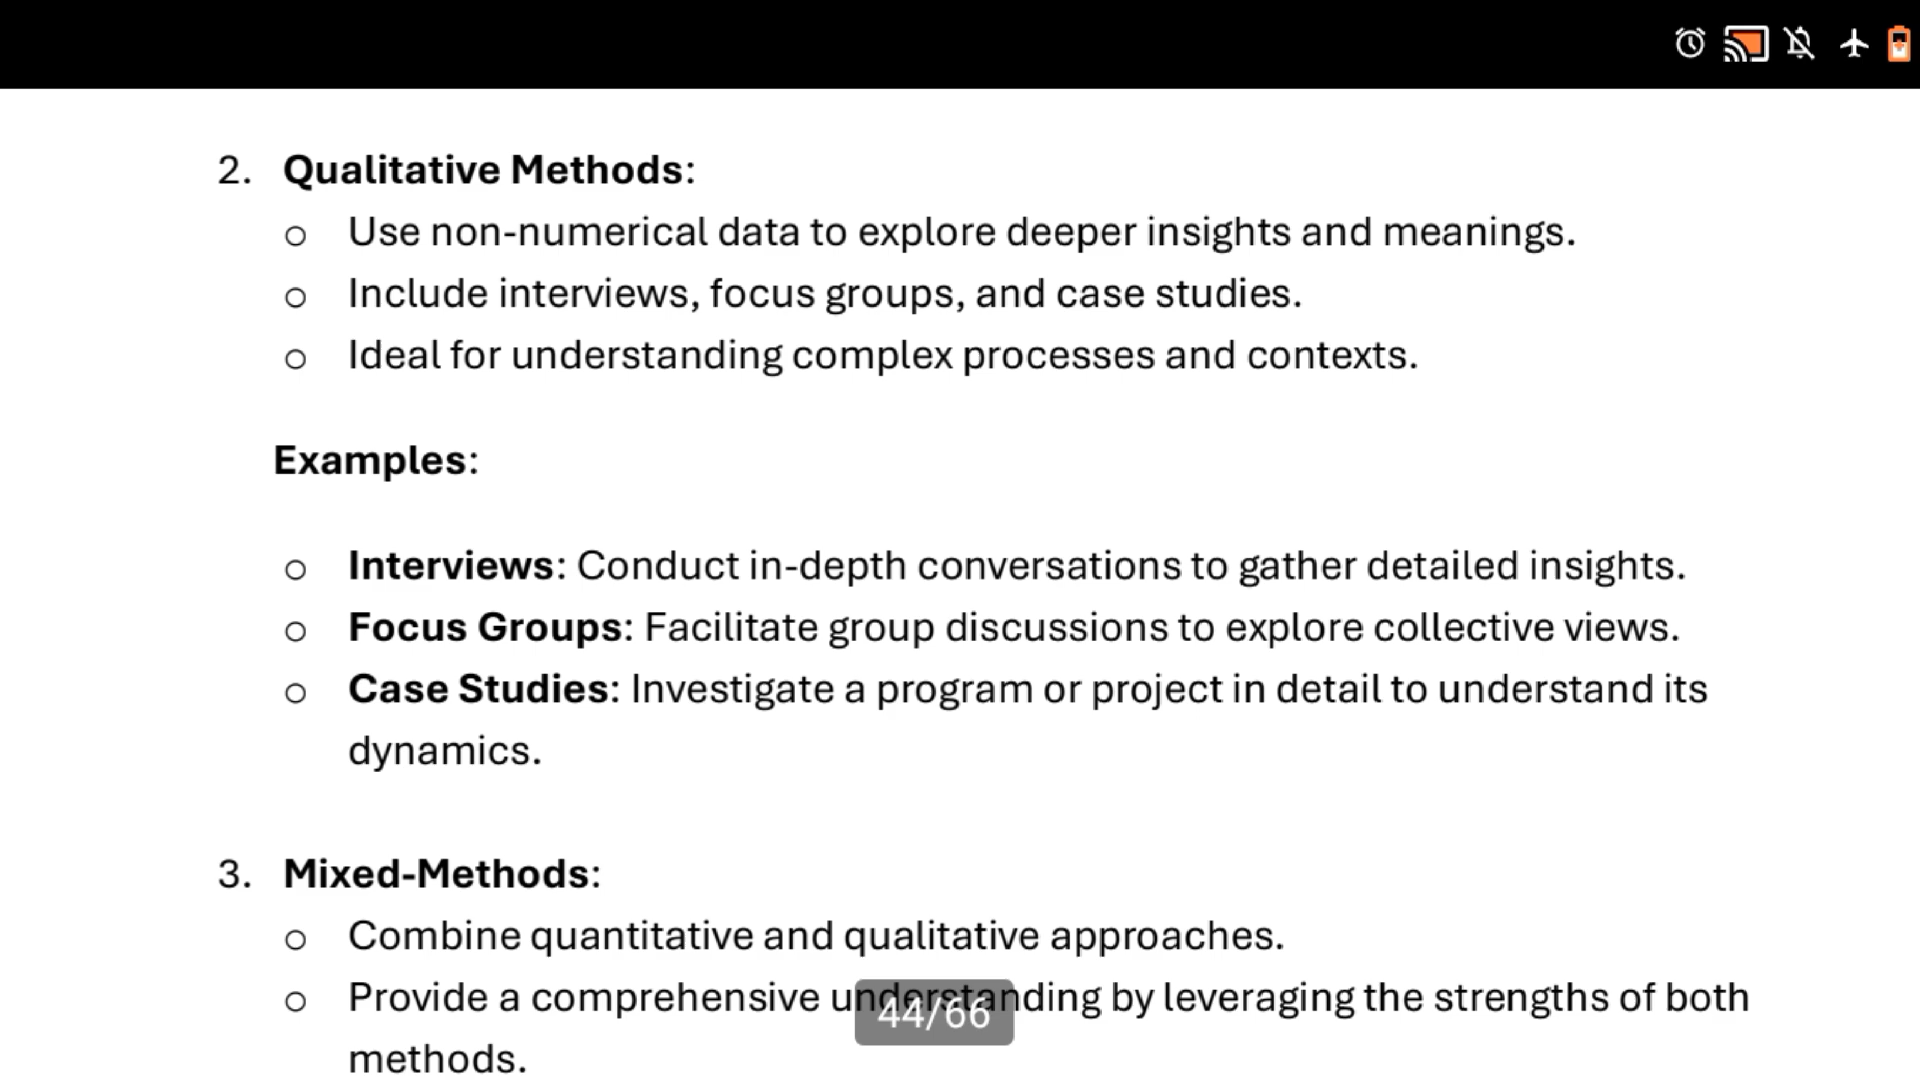 2. Qualitative Methods:
o Use non-numerical data to explore deeper insights and meanings.
o Include interviews, focus groups, and case studies.
o Ideal for understanding complex processes and contexts.
Examples:
o Interviews: Conduct in-depth conversations to gather detailed insights.
o Focus Groups: Facilitate group discussions to explore collective views.
o Case Studies: Investigate a program or project in detail to understand its
dynamics.
3. Mixed-Methods:
o Combine quantitative and qualitative approaches.
o Provide a comprehensive understanding by leveraging the strengths of both
44/66
methods.